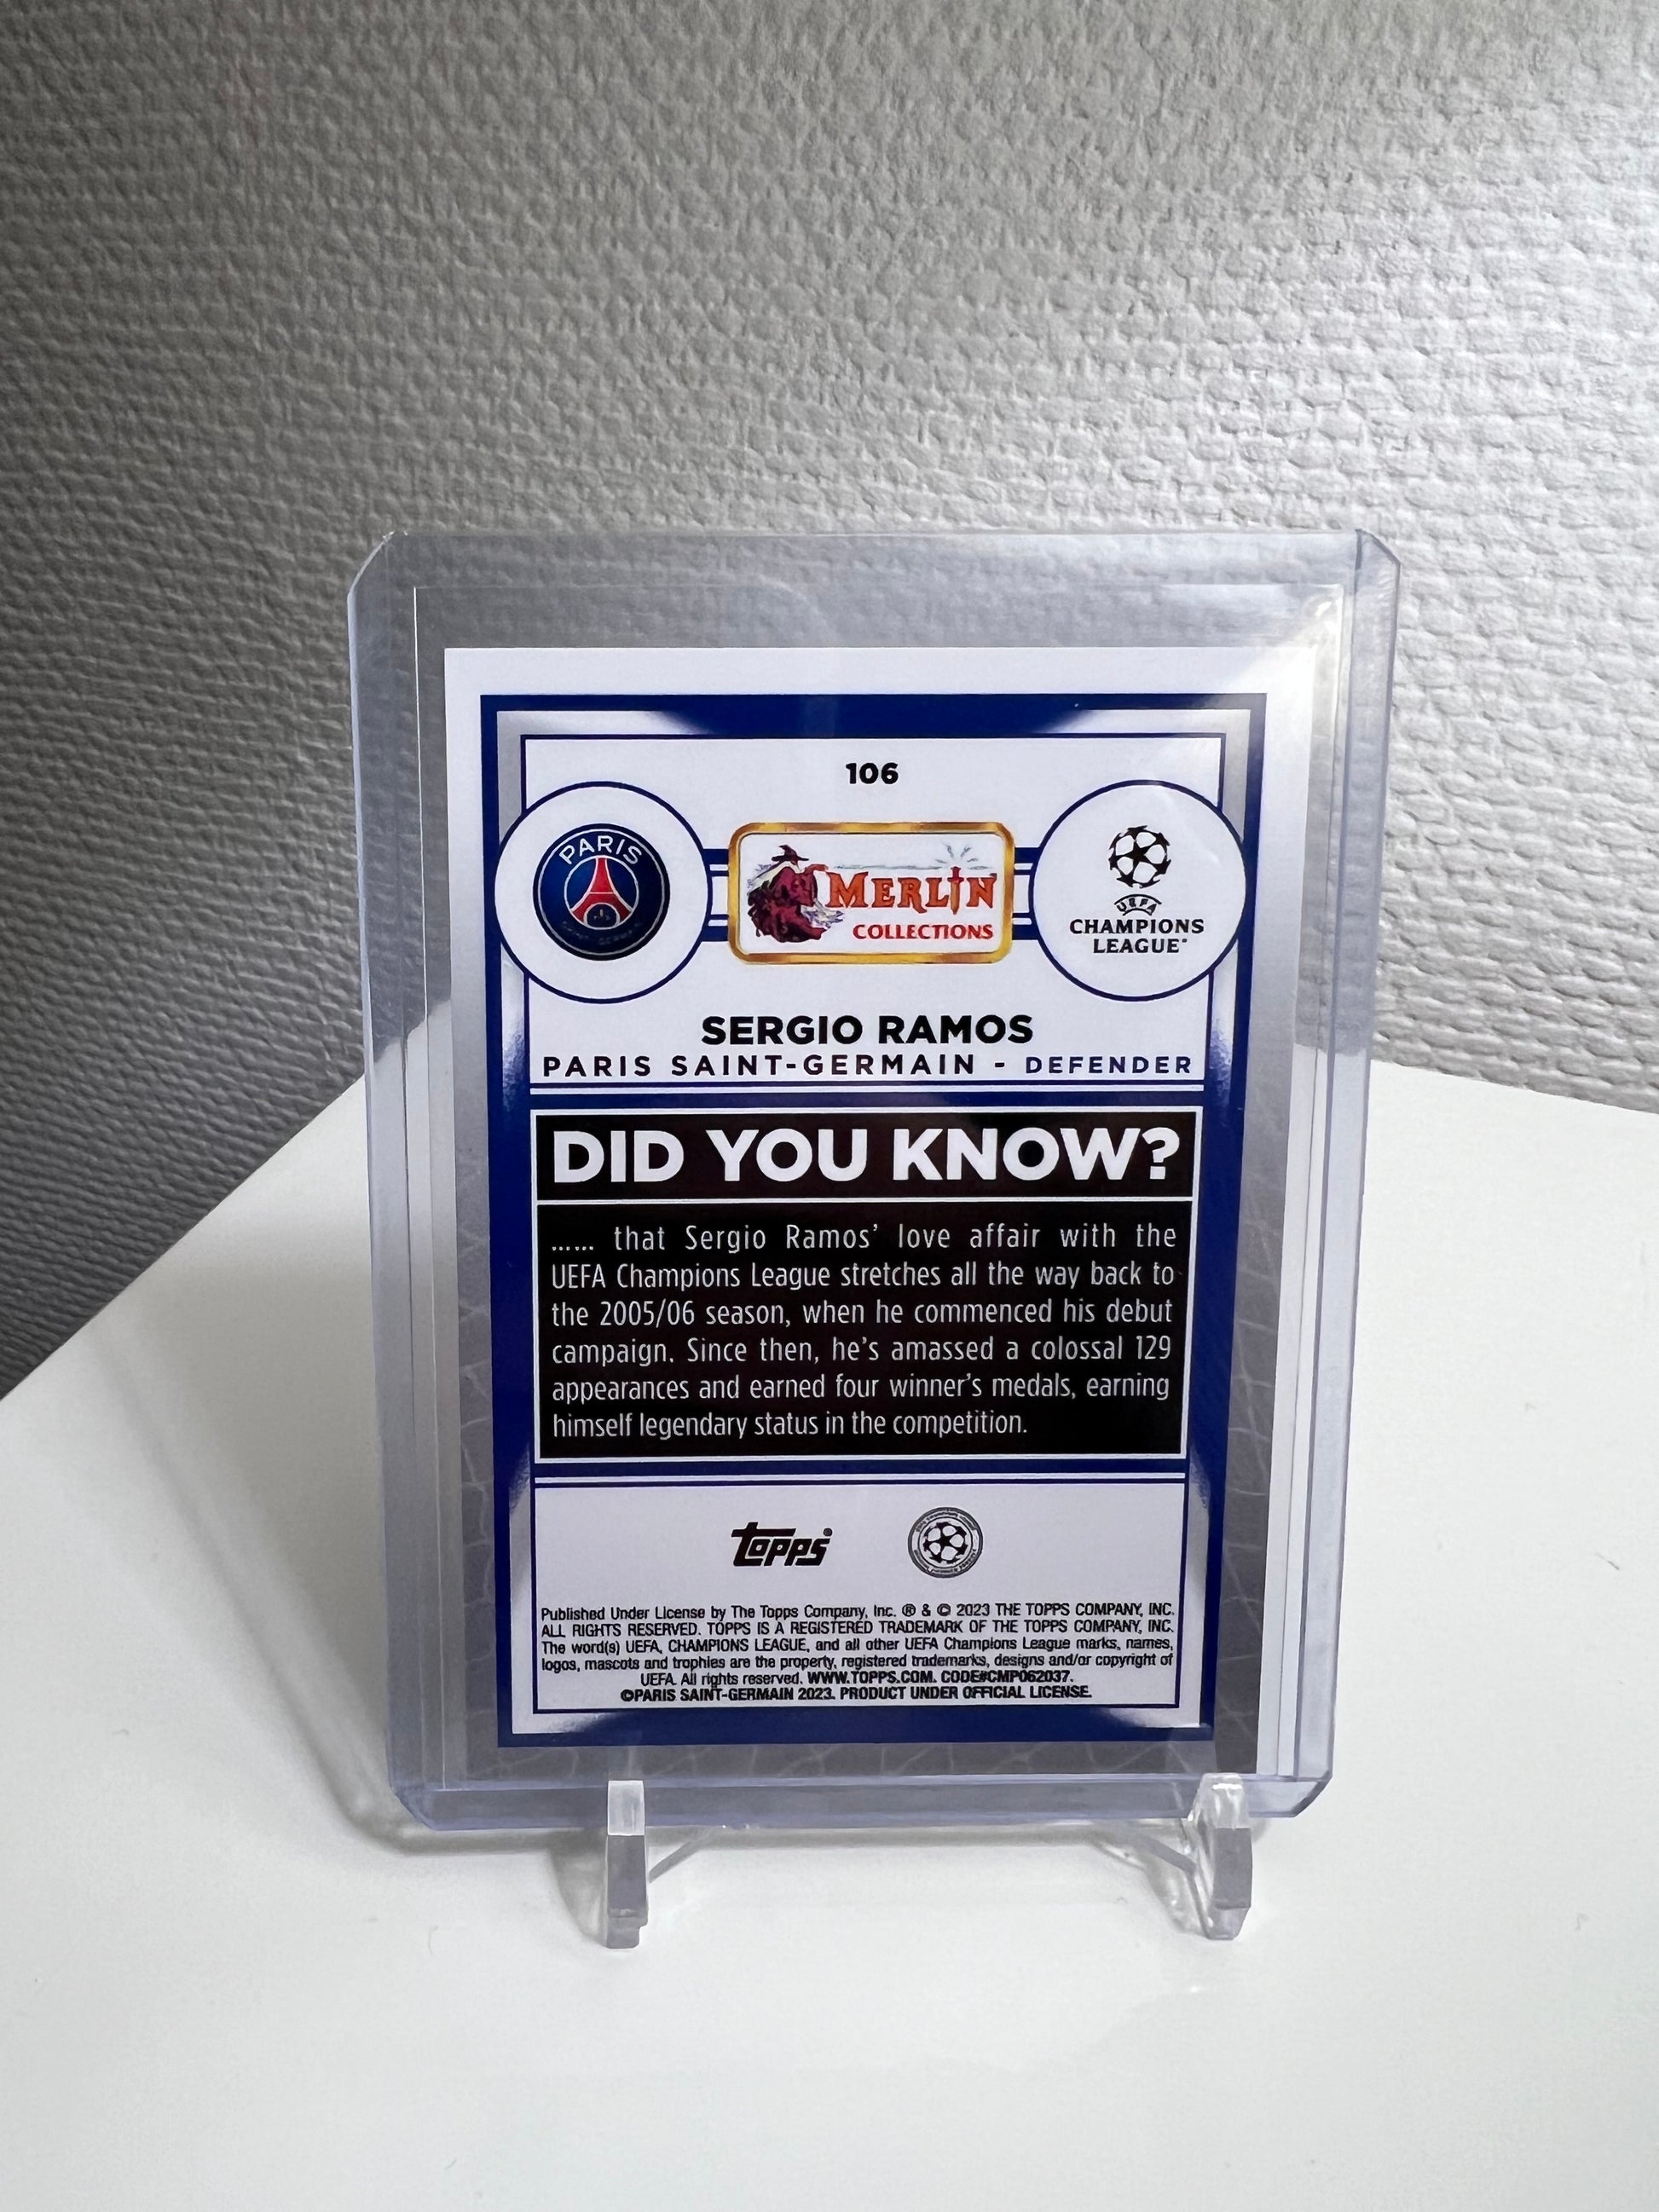 106
PARIS
MERLIN
COLLECTIONS
UEFA
CHAMPIONS
LEAGUE
SERGIO RAMOS
PARIS SAINT-GERMAIN - DEFENDER
DID YOU KNOW?
...... that Sergio Ramos’ love affair with the
UEFA Champions League stretches all the way back to
the 2005/06 season, when he commenced his debut
campaign. Since then, he’s amassed a colossal 129
appearances and earned four winner’s medals, earning
himself legendary status in the competition.
topps
Published Under License by The Topps Company, Inc. ® & © 2023 THE TOPPS COMPANY, INC.
ALL RIGHTS RESERVED. TOPPS IS A REGISTERED TRADEMARK OF THE TOPPS COMPANY, INC.
The word(s) UEFA, CHAMPIONS LEAGUE, and all other UEFA Champions League marks, names,
logos, mascots and trophies are the property, registered trademarks, designs and/or copyright of
UEFA. All rights reserved. WWW.TOPPS.COM. CODE#CMP062037.
©PARIS SAINT-GERMAIN 2023. PRODUCT UNDER OFFICIAL LICENSE.